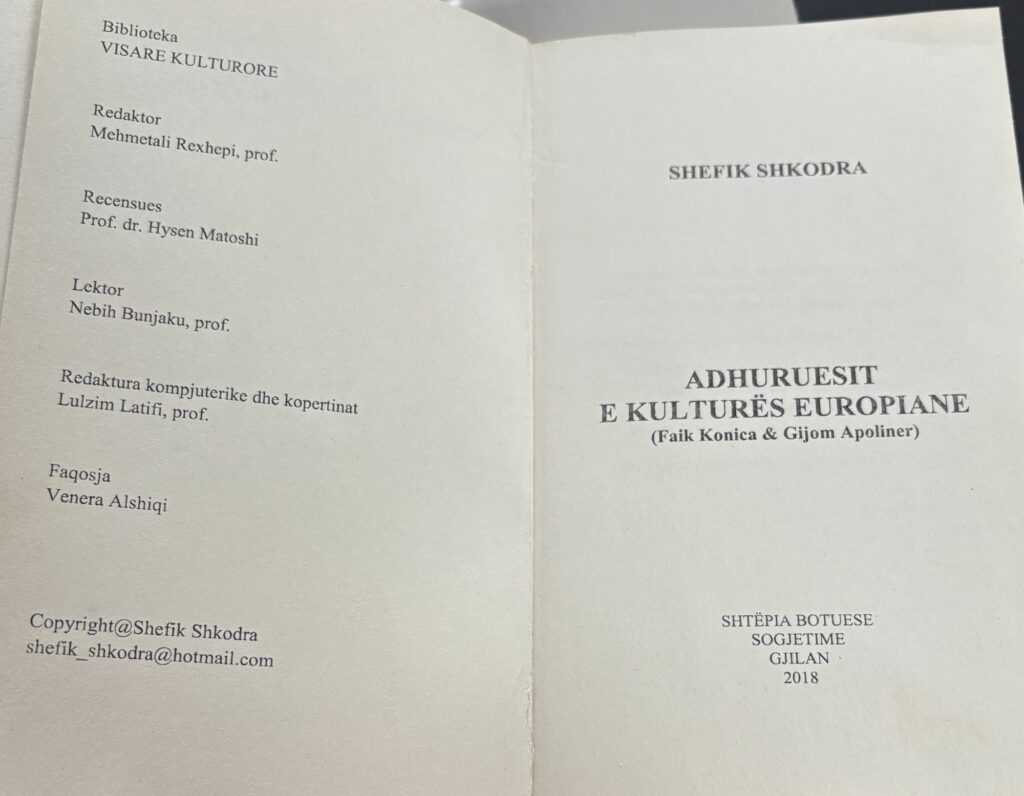 Biblioteka
VISARE KULTURORE
Redaktor
Mehmetali Rexhepi, prof.
Recensues
Prof. dr. Hysen Matoshi
Lektor
Nebih Bunjaku, prof.
Redaktura kompjuterike dhe kopertinat
Lulzim Latifi, prof.
Faqosja
Venera Alshiqi
Copyright@Shefik Shkodra
shefik_shkodra@hotmail.com
SHEFIK SHKODRA
ADHURUESIT
E KULTURËS EUROPIANE
(Faik Konica & Gijom Apoliner)
SHTËPIA BOTUESE
SOGJETIME
GJILAN
2018